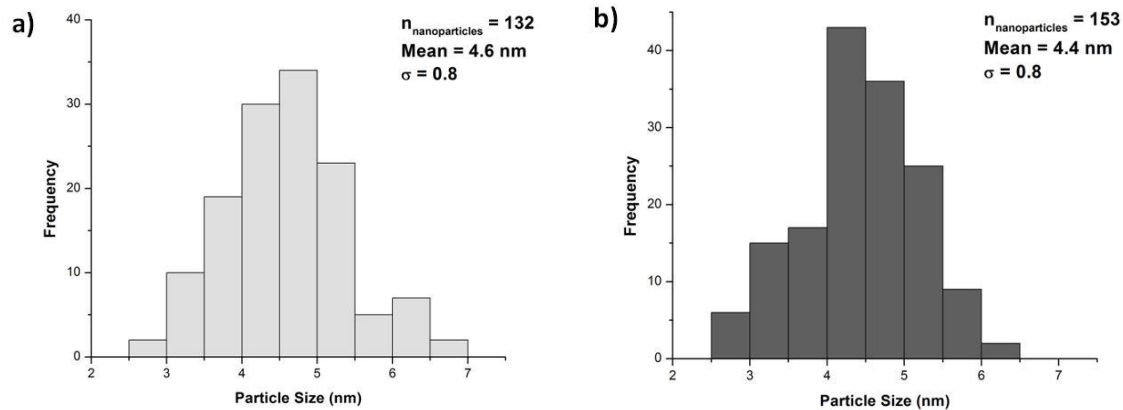 a)
n_nanoparticles = 132
Mean = 4.6 nm
σ = 0.8
40
30
20
10
0
Frequency
2 3 4 5 6 7
Particle Size (nm)
b)
n_nanoparticles = 153
Mean = 4.4 nm
σ = 0.8
40
30
20
10
0
Frequency
2 3 4 5 6 7
Particle Size (nm)